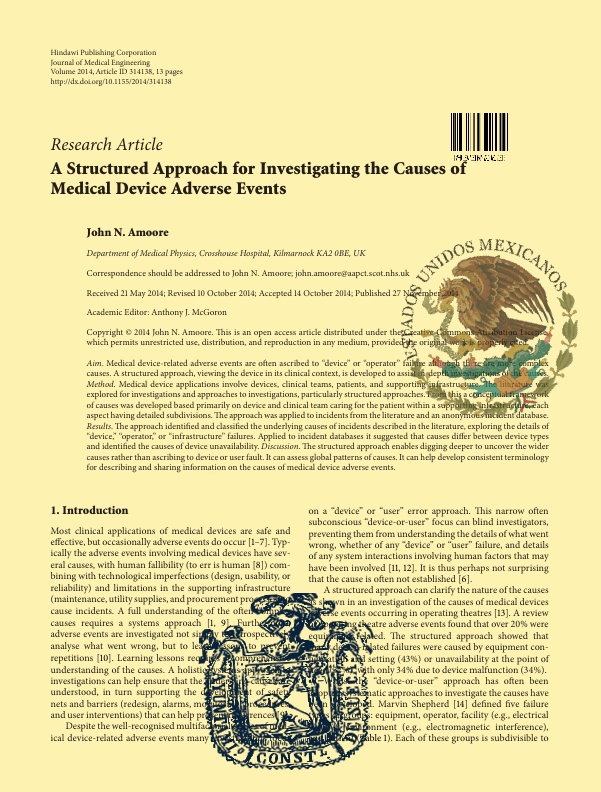 Hindawi Publishing Corporation
Journal of Medical Engineering
Volume 2014, Article ID 314138, 13 pages
http://dx.doi.org/10.1155/2014/314138
Research Article
A Structured Approach for Investigating the Causes of
Medical Device Adverse Events
John N. Amoore
Department of Medical Physics, Crosshouse Hospital, Kilmarnock KA2 0BE, UK
Correspondence should be addressed to John N. Amoore; john.amoore@aapct.scot.nhs.uk
Received 21 May 2014; Revised 10 October 2014; Accepted 14 October 2014; Published 27 November 2014
Academic Editor: Anthony J. McGoron
ESTADOS UNIDOS MEXICANOS
Copyright © 2014 John N. Amoore. This is an open access article distributed under the Creative Commons Attribution License,
which permits unrestricted use, distribution, and reproduction in any medium, provided the original work is properly cited.
Aim. Medical device-related adverse events are often ascribed to “device” or “operator” failure although there are more complex
causes. A structured approach, viewing the device in its clinical context, is developed to assist in-depth investigations of the causes.
Method. Medical device applications involve devices, clinical teams, patients, and supporting infrastructure. The literature was
explored for investigations and approaches to investigations, particularly structured approaches. From this a conceptual framework
of causes was developed based primarily on device and clinical team caring for the patient within a supporting infrastructure, each
aspect having detailed subdivisions. The approach was applied to incidents from the literature and an anonymous incident database.
Results. The approach identified and classified the underlying causes of incidents described in the literature, exploring the details of
“device,” “operator,” or “infrastructure” failures. Applied to incident databases it suggested that causes differ between device types
and identified the causes of device unavailability. Discussion. The structured approach enables digging deeper to uncover the wider
causes rather than ascribing to device or user fault. It can assess global patterns of causes. It can help develop consistent terminology
for describing and sharing information on the causes of medical device adverse events.
1. Introduction
Most clinical applications of medical devices are safe and
effective, but occasionally adverse events do occur [1–7]. Typ-
ically the adverse events involving medical devices have sev-
eral causes, with human fallibility (to err is human [8]) com-
bining with technological imperfections (design, usability, or
reliability) and limitations in the supporting infrastructure
(maintenance, utility supplies, and procurement processes) to
cause incidents. A full understanding of the often
causes requires a systems approach [1, 9].
adverse events are investigated not simply
analyse what went wrong, but to learn lessons to prevent
repetitions [10]. Learning lessons requires
understanding of the causes. A holistic
investigations can help ensure that the
understood, in turn supporting the development of safety
nets and barriers (redesign, alarms,
and user interventions) that can help
Despite the well-recognised
ical device-related adverse events many
on a “device” or “user” error approach. This narrow often
subconscious “device-or-user” focus can blind investigators,
preventing them from understanding the details of what went
wrong, whether of any “device” or “user” failure, and details
of any system interactions involving human factors that may
have been involved [11, 12]. It is thus perhaps not surprising
that the cause is often not established [6].
A structured approach can clarify the nature of the causes
as shown in an investigation of the causes of medical devices
adverse events occurring in operating theatres [13]. A review
theatre adverse events found that over 20% were
equipment related. The structured approach showed that
device-related failures were caused by equipment con-
and setting (43%) or unavailability at the point of
with only 34% due to device malfunction (34%).
“device-or-user” approach has often been
systematic approaches to investigate the causes have
been Marvin Shepherd [14] defined five failure
equipment, operator, facility (e.g., electrical
environment (e.g., electromagnetic interference),
(Table 1). Each of these groups is subdivisible to
CONST